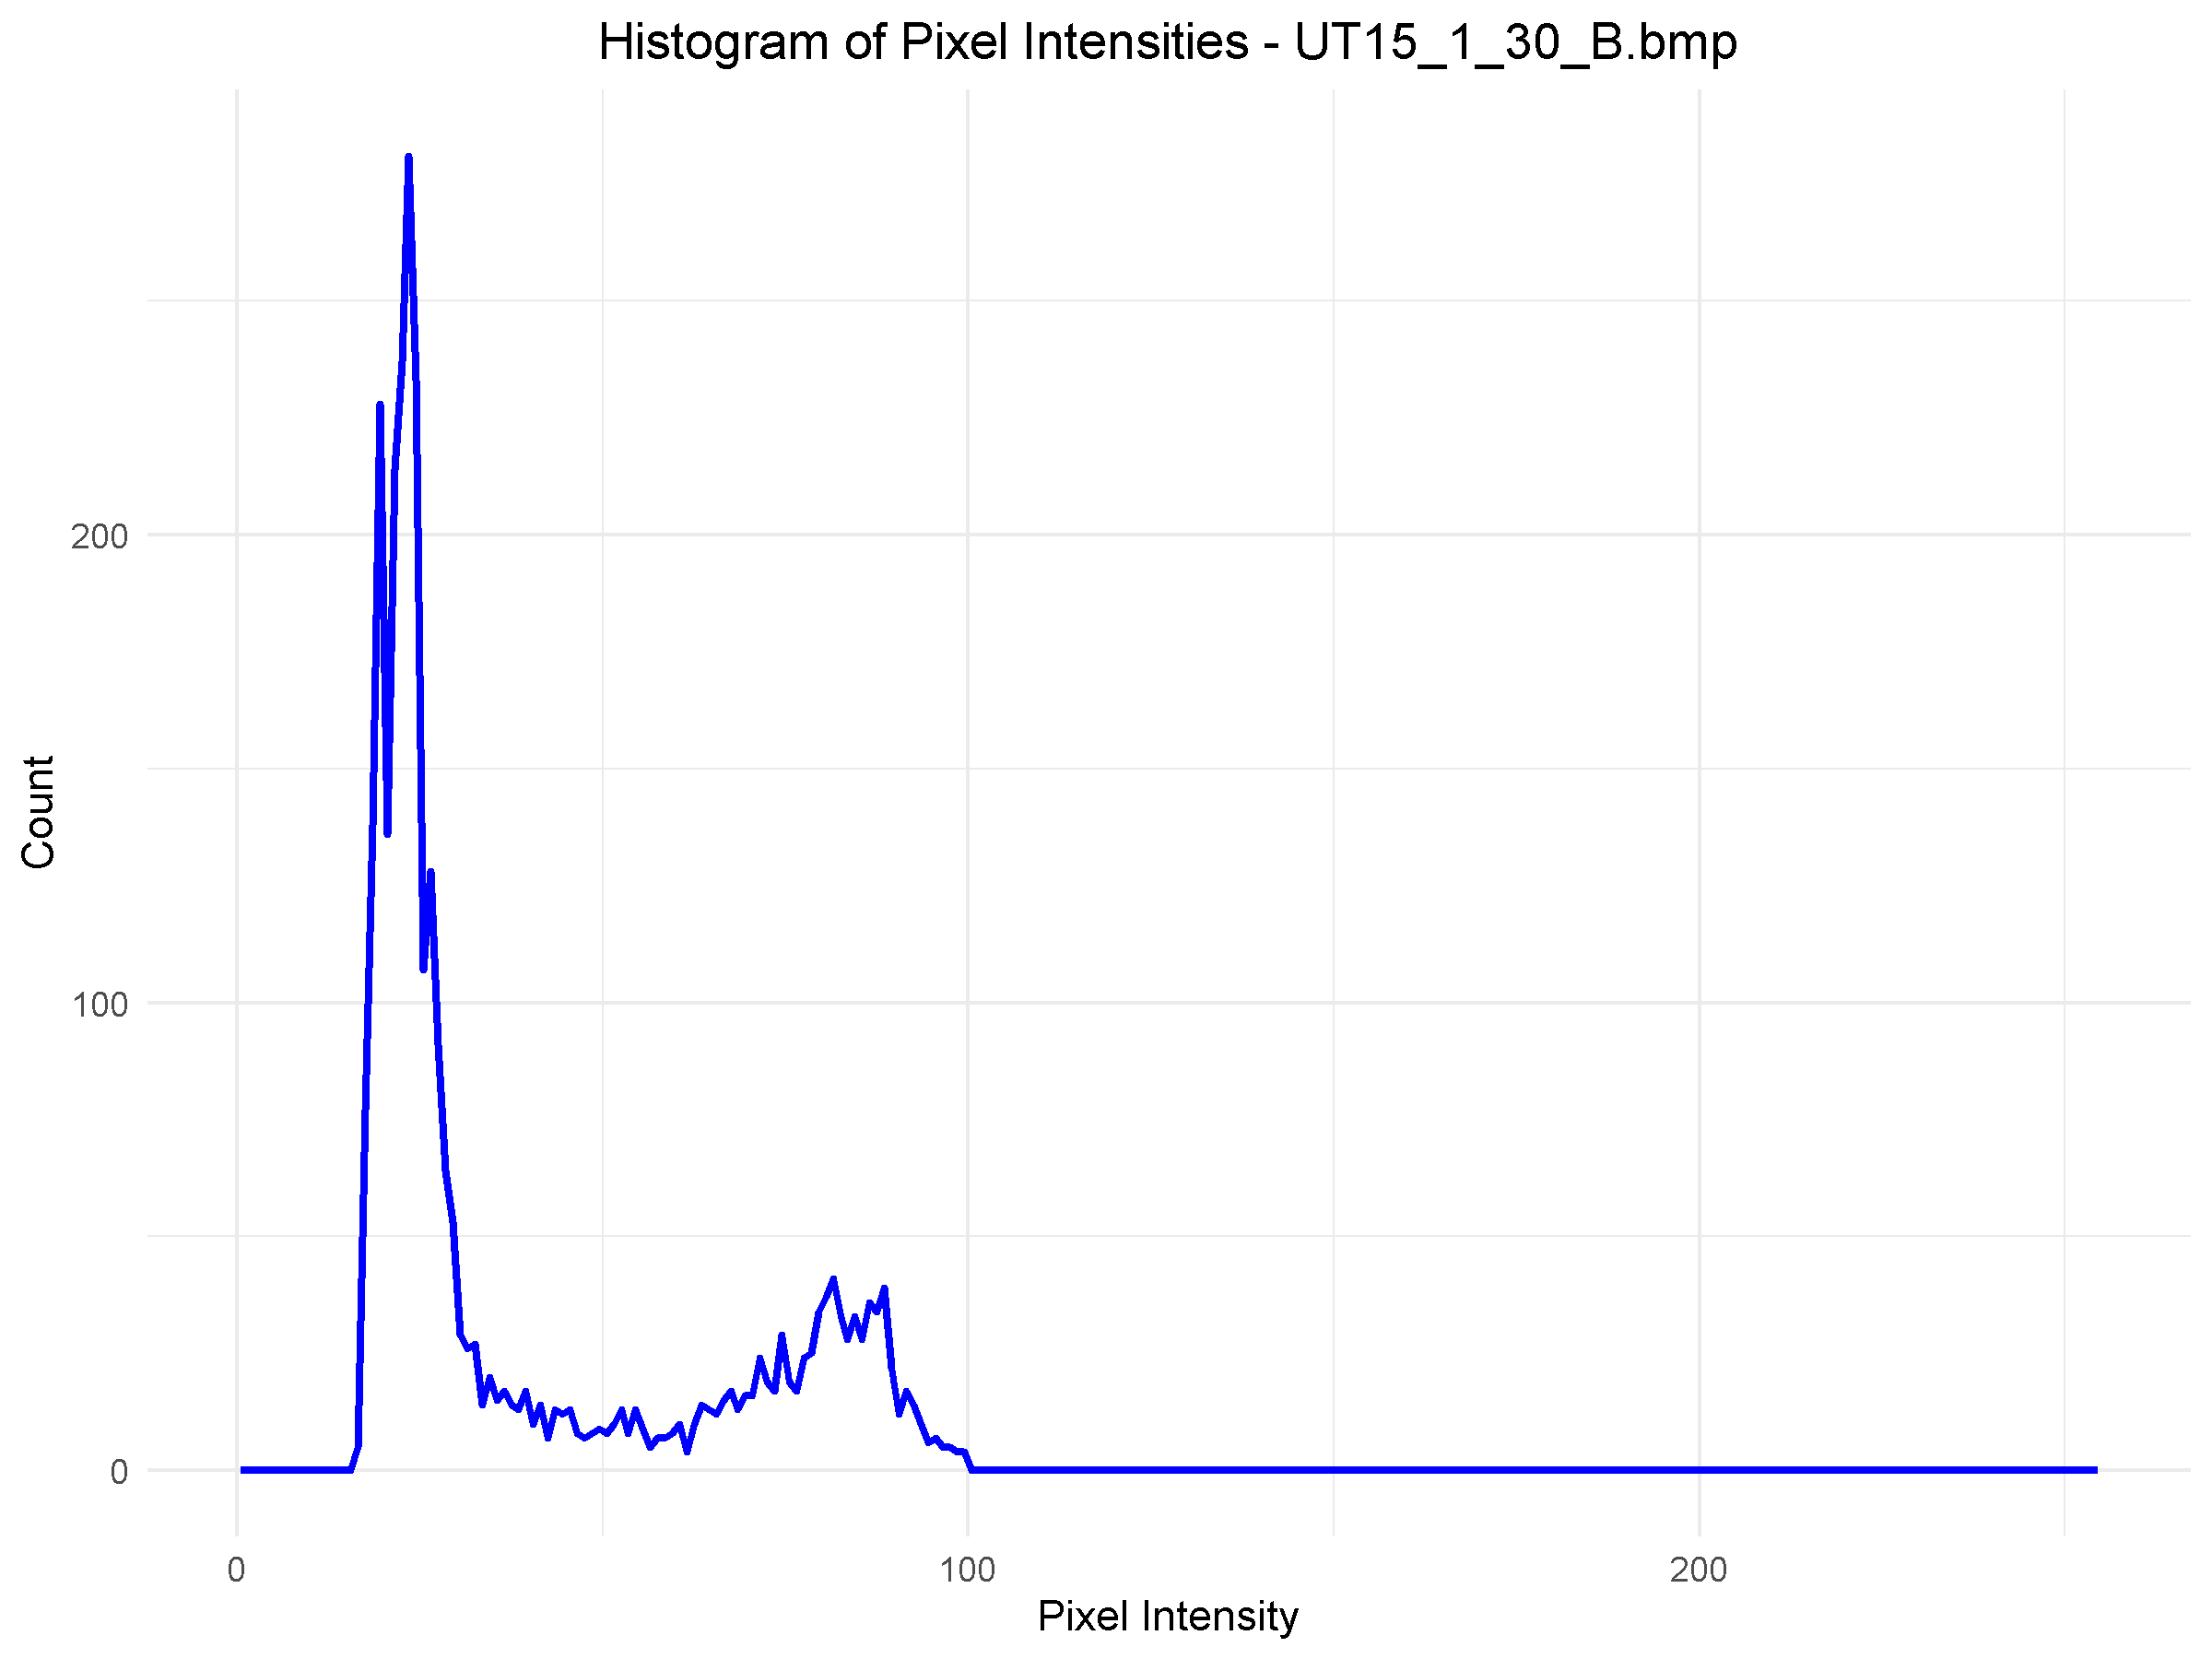 Histogram of Pixel Intensities - UT15_1_30_B.bmp
200
100
0
Count
0 100 200
Pixel Intensity